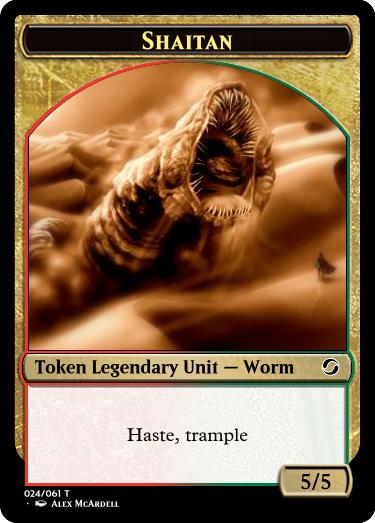 Shaitan
Token Legendary Unit — Worm
Haste, trample
5/5
024/061 T
· Alex McArdell